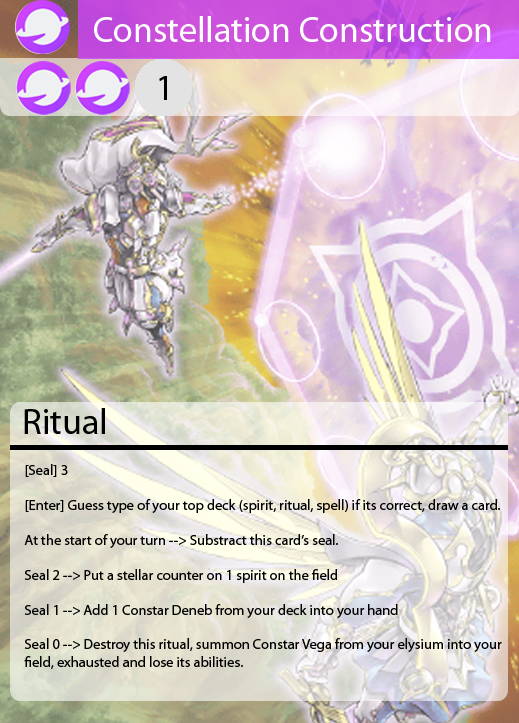 Constellation Construction
1
Ritual
[Seal] 3
[Enter] Guess type of your top deck (spirit, ritual, spell) if its correct, draw a card.
At the start of your turn --> Substract this card's seal.
Seal 2 --> Put a stellar counter on 1 spirit on the field
Seal 1 --> Add 1 Constar Deneb from your deck into your hand
Seal 0 --> Destroy this ritual, summon Constar Vega from your elysium into your
field, exhausted and lose its abilities.